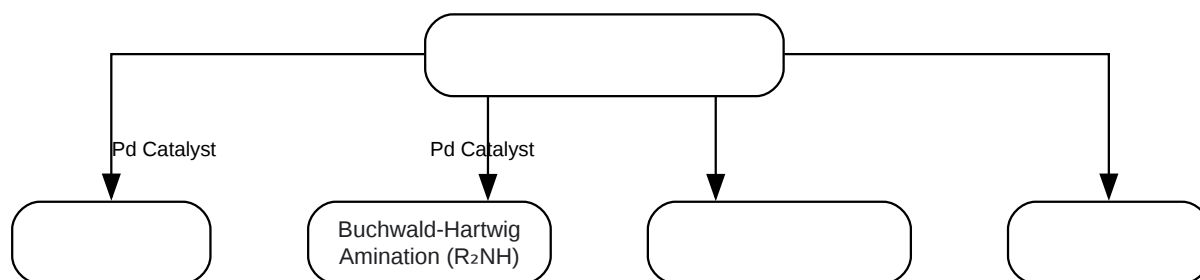 Pd Catalyst
Pd Catalyst
Buchwald-Hartwig
Amination (R₂NH)